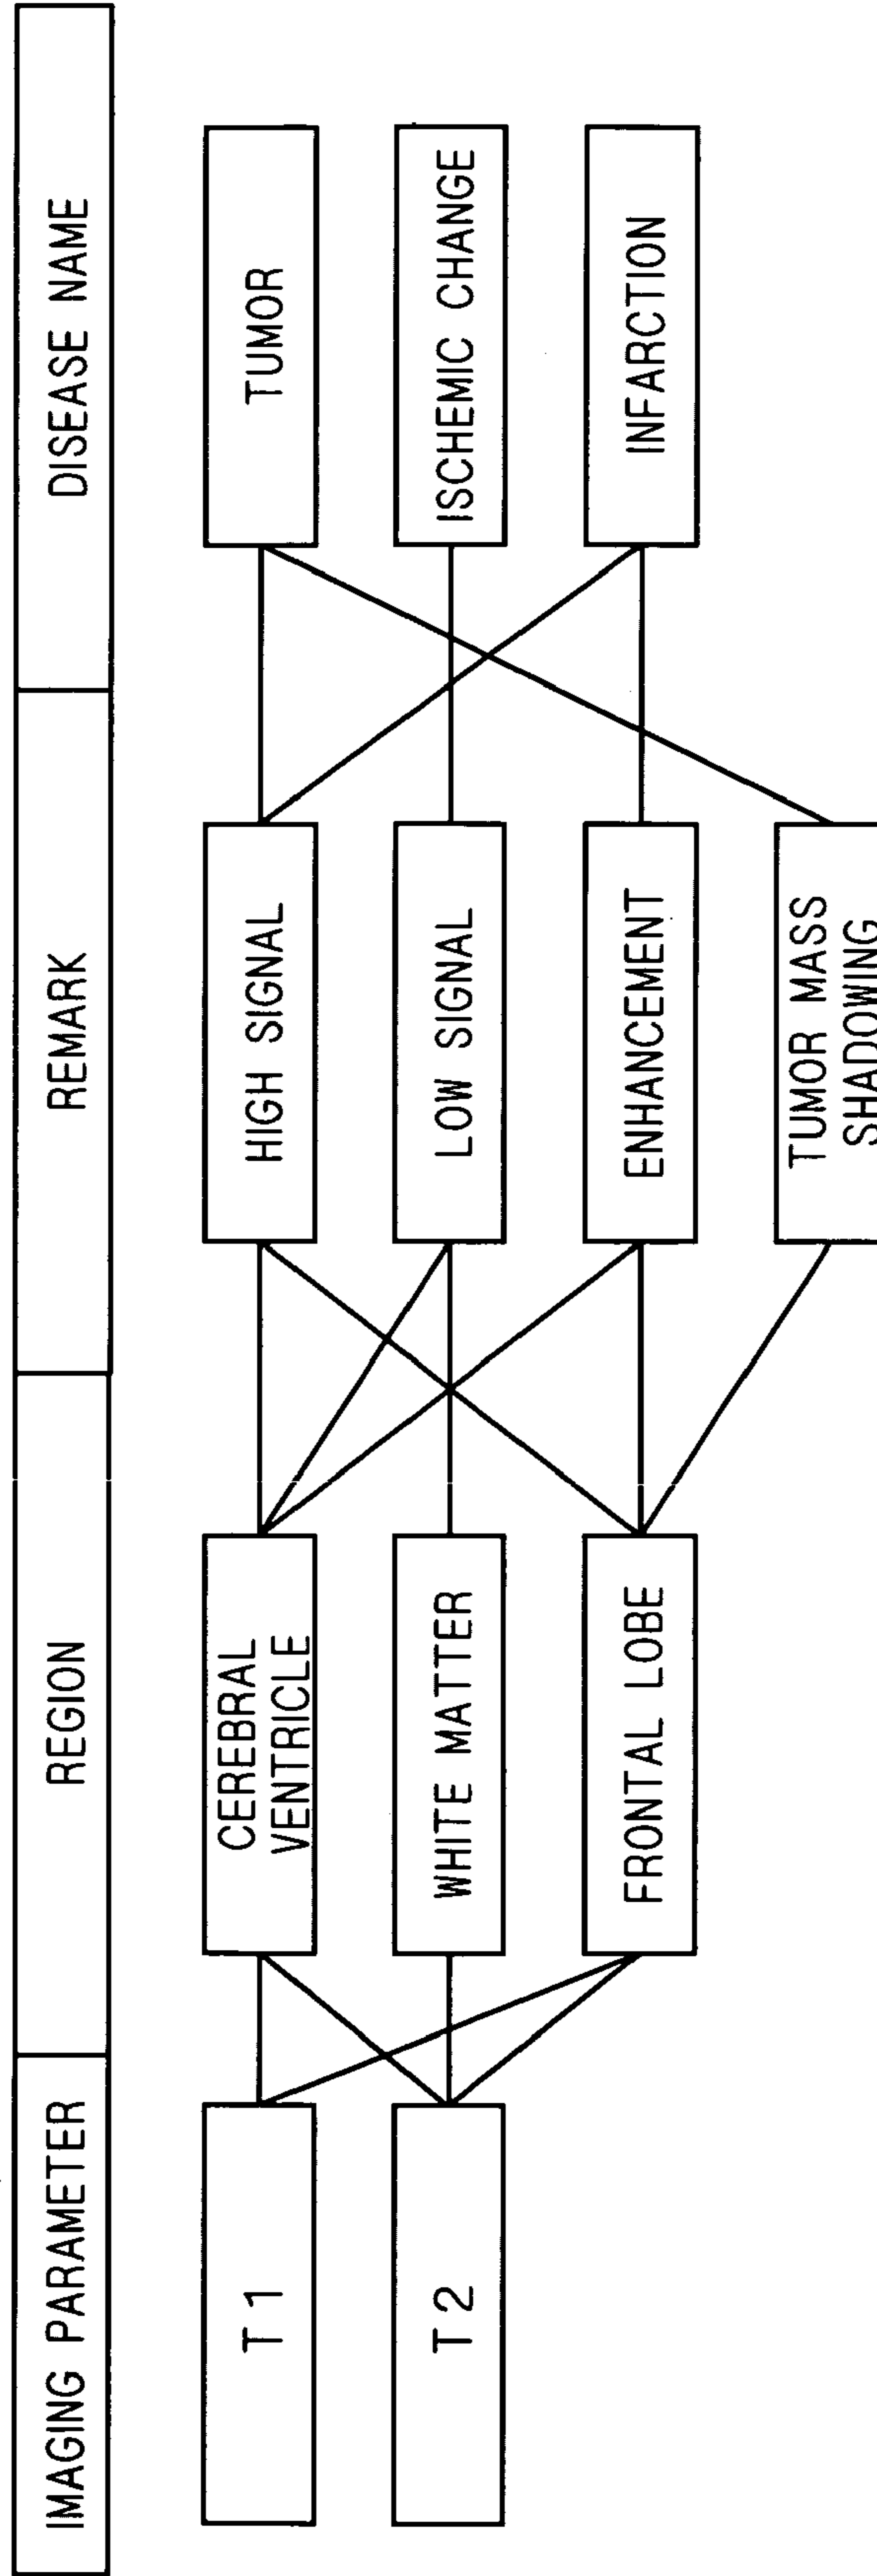 IMAGING PARAMETER
REGION
REMARK
DISEASE NAME
T1
T2
CEREBRAL
VENTRICLE
WHITE MATTER
FRONTAL LOBE
HIGH SIGNAL
LOW SIGNAL
ENHANCEMENT
TUMOR MASS
SHADOWING
TUMOR
ISCHEMIC CHANGE
INFARCTION